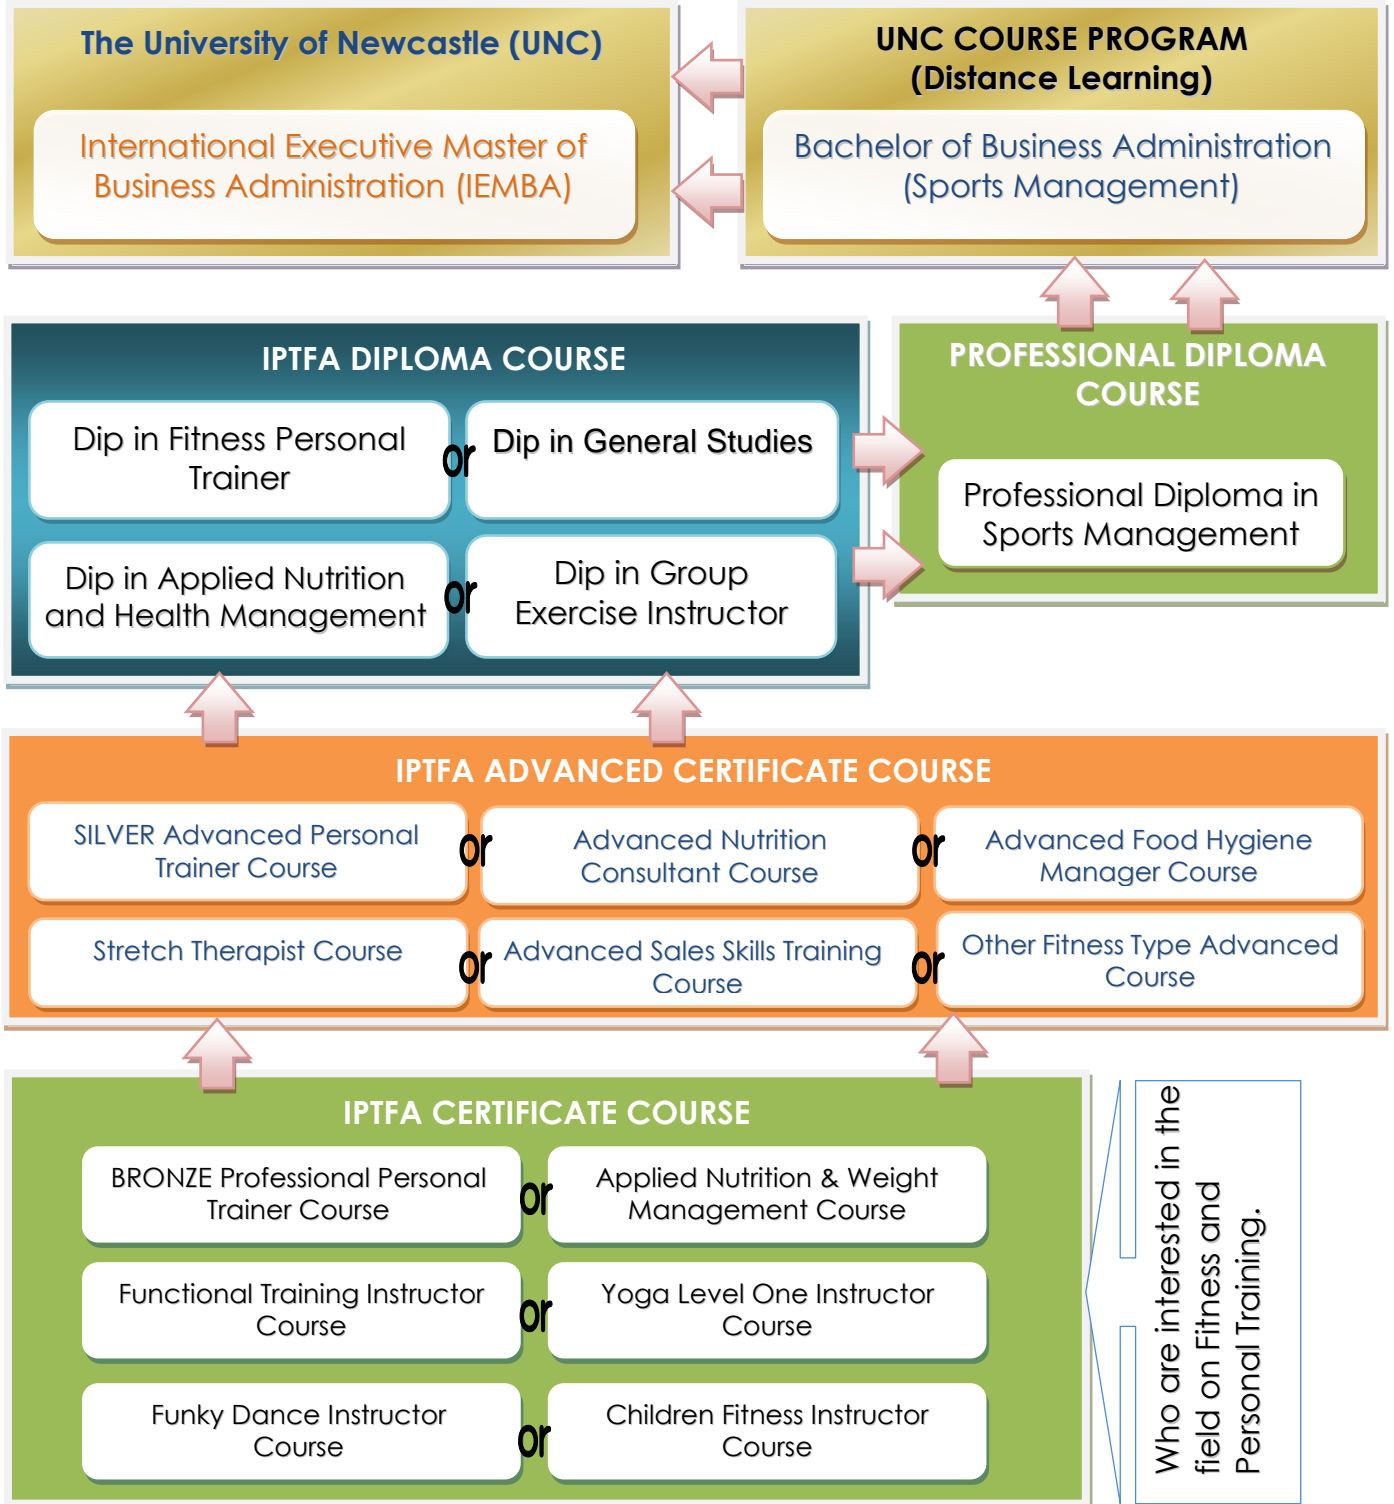 The University of Newcastle (UNC)
International Executive Master of
Business Administration (IEMBA)
UNC COURSE PROGRAM
(Distance Learning)
Bachelor of Business Administration
(Sports Management)
IPTFA DIPLOMA COURSE
Dip in Fitness Personal
Trainer
or
Dip in General Studies
Dip in Applied Nutrition
and Health Management
or
Dip in Group
Exercise Instructor
PROFESSIONAL DIPLOMA
COURSE
Professional Diploma in
Sports Management
IPTFA ADVANCED CERTIFICATE COURSE
SILVER Advanced Personal
Trainer Course
or
Advanced Nutrition
Consultant Course
or
Advanced Food Hygiene
Manager Course
Stretch Therapist Course
or
Advanced Sales Skills Training
Course
or
Other Fitness Type Advanced
Course
IPTFA CERTIFICATE COURSE
BRONZE Professional Personal
Trainer Course
or
Applied Nutrition & Weight
Management Course
Functional Training Instructor
Course
or
Yoga Level One Instructor
Course
Funky Dance Instructor
Course
or
Children Fitness Instructor
Course
Who are interested in the
field on Fitness and
Personal Training.